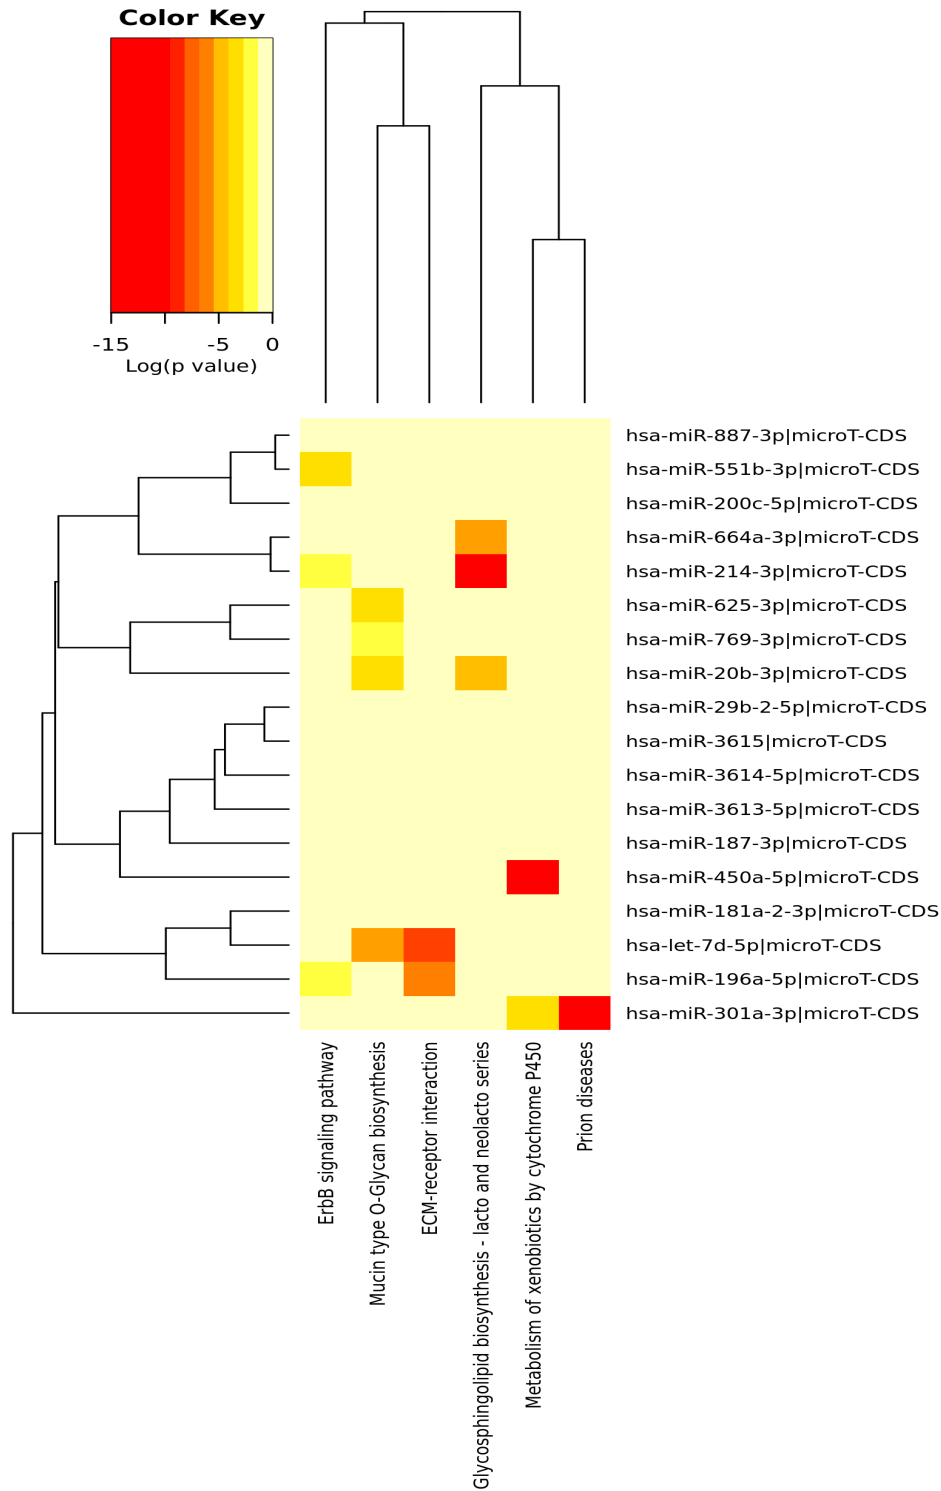 Color Key
-15 -5 0
Log(p value)
hsa-miR-887-3p|microT-CDS
hsa-miR-551b-3p|microT-CDS
hsa-miR-200c-5p|microT-CDS
hsa-miR-664a-3p|microT-CDS
hsa-miR-214-3p|microT-CDS
hsa-miR-625-3p|microT-CDS
hsa-miR-769-3p|microT-CDS
hsa-miR-20b-3p|microT-CDS
hsa-miR-29b-2-5p|microT-CDS
hsa-miR-3615|microT-CDS
hsa-miR-3614-5p|microT-CDS
hsa-miR-3613-5p|microT-CDS
hsa-miR-187-3p|microT-CDS
hsa-miR-450a-5p|microT-CDS
hsa-miR-181a-2-3p|microT-CDS
hsa-let-7d-5p|microT-CDS
hsa-miR-196a-5p|microT-CDS
hsa-miR-301a-3p|microT-CDS
ErbB signaling pathway
Mucin type O-Glycan biosynthesis
ECM-receptor interaction
Glycosphingolipid biosynthesis - lacto and neolacto series
Metabolism of xenobiotics by cytochrome P450
Prion diseases